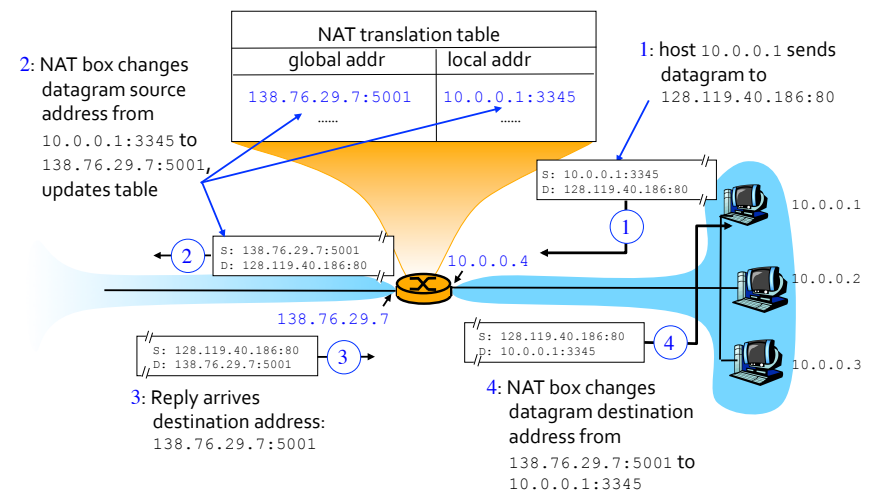 NAT translation table
global addr local addr
138.76.29.7:5001 10.0.0.1:3345
...... ......
2: NAT box changes
datagram source
address from
10.0.0.1:3345 to
138.76.29.7:5001,
updates table
1: host 10.0.0.1 sends
datagram to
128.119.40.186:80
S: 10.0.0.1:3345
D: 128.119.40.186:80
1
10.0.0.1
2
S: 138.76.29.7:5001
D: 128.119.40.186:80
10.0.0.4
10.0.0.2
138.76.29.7
S: 128.119.40.186:80
D: 138.76.29.7:5001
3
S: 128.119.40.186:80
D: 10.0.0.1:3345
4
10.0.0.3
3: Reply arrives
destination address:
138.76.29.7:5001
4: NAT box changes
datagram destination
address from
138.76.29.7:5001 to
10.0.0.1:3345